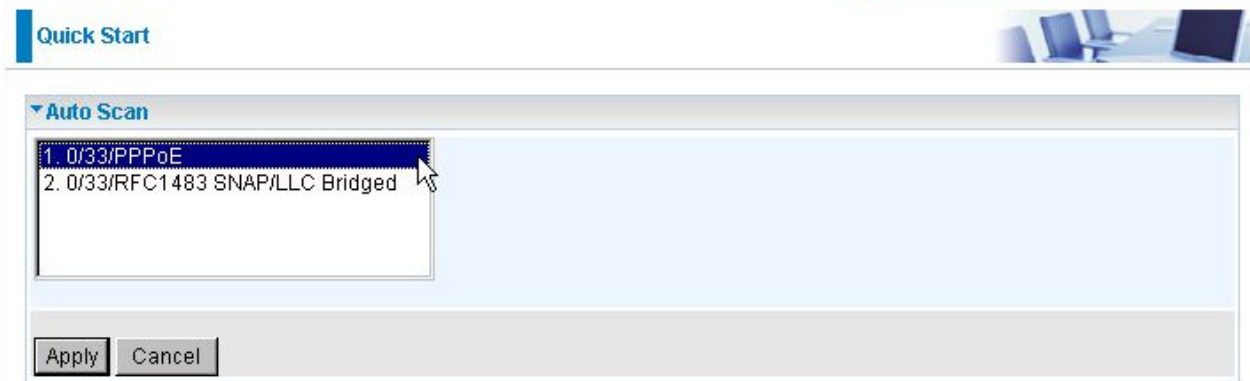 Quick Start
Auto Scan
1. 0/33/PPPoE
2. 0/33/RFC1483 SNAP/LLC Bridged
Apply Cancel